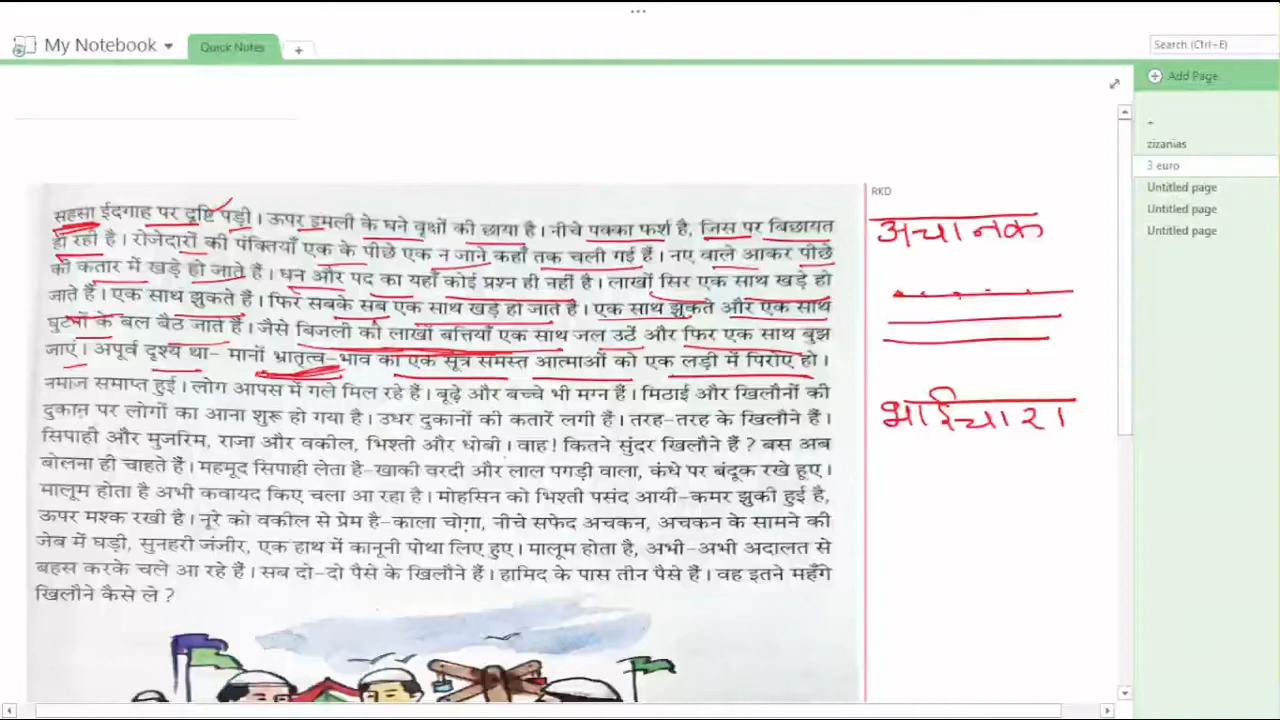 My Notebook
Quick Notes
Search (Ctrl+E)
Add Page
zizanias
3 euro
Untitled page
Untitled page
Untitled page
RKD
सहसा ईदगाह पर दृष्टि पड़ी। ऊपर इमली के घने वृक्षों की छाया है। नीचे पक्का फर्श है, जिस पर बिछायत
हो रही है। रोजेदारों की पंक्तियाँ एक के पीछे एक न जाने कहाँ तक चली गई हैं। नए वाले आकर पीछे
की कतार में खड़े हो जाते हैं। धन और पद का यहाँ कोई प्रश्न ही नहीं है। लाखों सिर एक साथ खड़े हो
जाते हैं। एक साथ झुकते हैं। फिर सबके सब एक साथ खड़े हो जाते हैं। एक साथ झुकते और एक साथ
घुटनों के बल बैठ जाते हैं। जैसे बिजली की लाखों बत्तियाँ एक साथ जल उठें और फिर एक साथ बुझ
जाएं। अपूर्व दृश्य था- मानों भ्रातृत्व-भाव का एक सूत्र समस्त आत्माओं को एक लड़ी में पिरोए हो।
नमाज समाप्त हुई। लोग आपस में गले मिल रहे हैं। बूढ़े और बच्चे भी मग्न हैं। मिठाई और खिलौनों की
दुकान पर लोगों का आना शुरू हो गया है। उधर दुकानों की कतारें लगी हैं। तरह-तरह के खिलौने हैं।
सिपाही और मुजरिम, राजा और वकील, भिश्ती और धोबी। वाह! कितने सुंदर खिलौने हैं? बस अब
बोलना ही चाहते हैं। महमूद सिपाही लेता है-खाकी वरदी और लाल पगड़ी वाला, कंधे पर बंदूक रखे हूए।
मालूम होता है अभी कवायद किए चला आ रहा है। मोहसिन को भिश्ती पसंद आयी-कमर झुकी हुई है,
ऊपर मश्क रखी है। नूरे को वकील से प्रेम है-काला चोग़ा, नीचे सफेद अचकन, अचकन के सामने की
जेब में घड़ी, सुनहरी जंजीर, एक हाथ में कानूनी पोथा लिए हुए। मालूम होता है, अभी-अभी अदालत से
बहस करके चले आ रहे हैं। सब दो-दो पैसे के खिलौने हैं। हामिद के पास तीन पैसे हैं। वह इतने महँगे
खिलौने कैसे ले ?
अचानक
भाईचारा